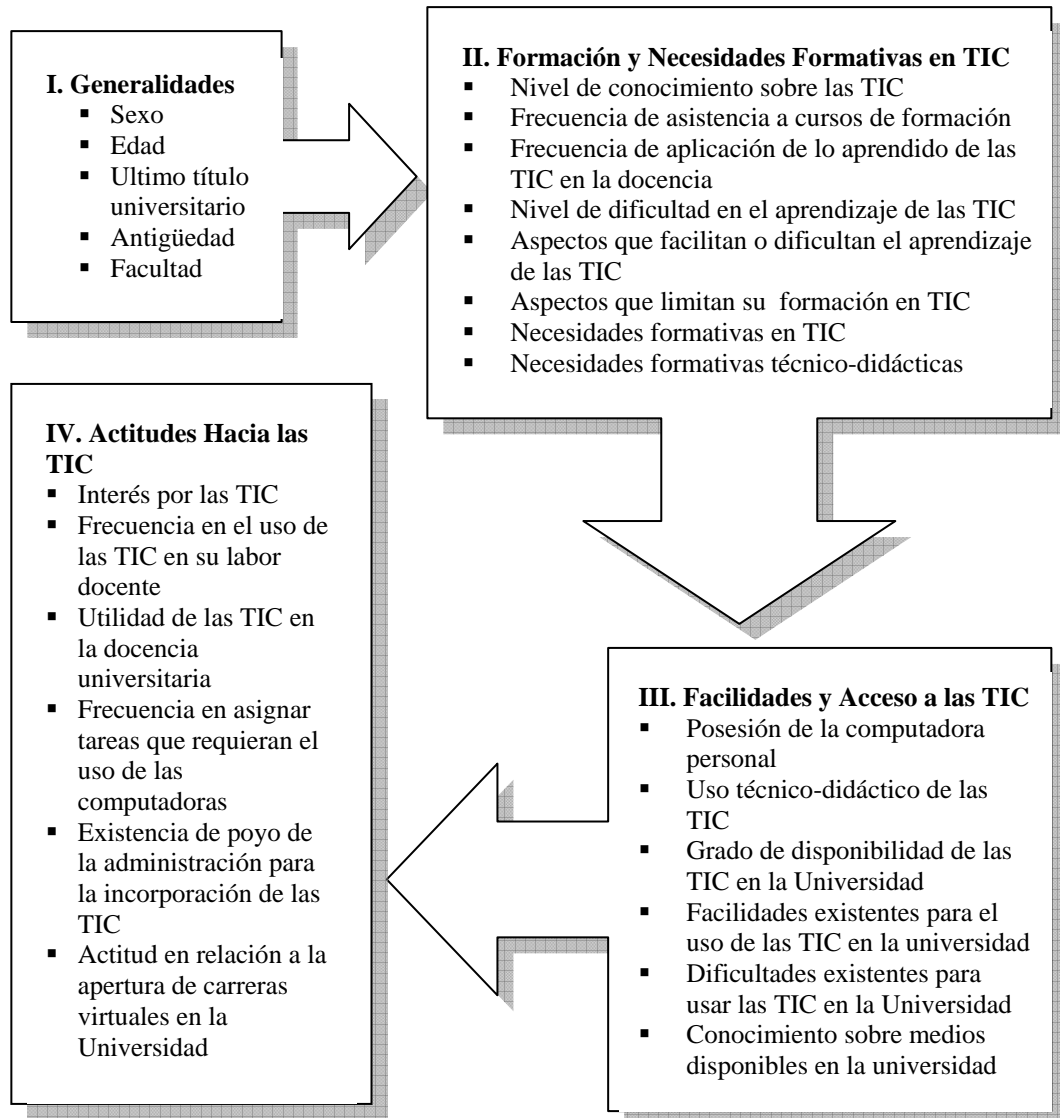 I. Generalidades
▪ Sexo
▪ Edad
▪ Ultimo título
universitario
▪ Antigüedad
▪ Facultad
II. Formación y Necesidades Formativas en TIC
▪ Nivel de conocimiento sobre las TIC
▪ Frecuencia de asistencia a cursos de formación
▪ Frecuencia de aplicación de lo aprendido de las
TIC en la docencia
▪ Nivel de dificultad en el aprendizaje de las TIC
▪ Aspectos que facilitan o dificultan el aprendizaje
de las TIC
▪ Aspectos que limitan su formación en TIC
▪ Necesidades formativas en TIC
▪ Necesidades formativas técnico-didácticas
III. Facilidades y Acceso a las TIC
▪ Posesión de la computadora
personal
▪ Uso técnico-didáctico de las
TIC
▪ Grado de disponibilidad de las
TIC en la Universidad
▪ Facilidades existentes para el
uso de las TIC en la universidad
▪ Dificultades existentes para
usar las TIC en la Universidad
▪ Conocimiento sobre medios
disponibles en la universidad
IV. Actitudes Hacia las
TIC
▪ Interés por las TIC
▪ Frecuencia en el uso de
las TIC en su labor
docente
▪ Utilidad de las TIC en
la docencia
universitaria
▪ Frecuencia en asignar
tareas que requieran el
uso de las
computadoras
▪ Existencia de poyo de
la administración para
la incorporación de las
TIC
▪ Actitud en relación a la
apertura de carreras
virtuales en la
Universidad